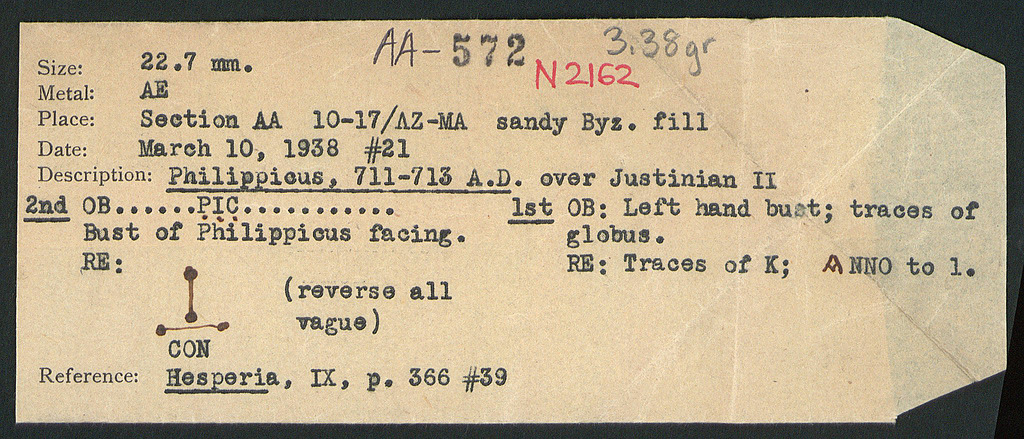 AA-572 3.38gr
N2162
Size: 22.7 mm.
Metal: AE
Place: Section AA 10-17/ΛZ-MA sandy Byz. fill
Date: March 10, 1938 #21
Description: Philippicus, 711-713 A.D. over Justinian II
2nd OB......PIC........... 1st OB: Left hand bust; traces of
Bust of Philippicus facing. globus.
RE: RE: Traces of K; ANNO to l.
(reverse all
vague)
CON
Reference: Hesperia, IX, p. 366 #39